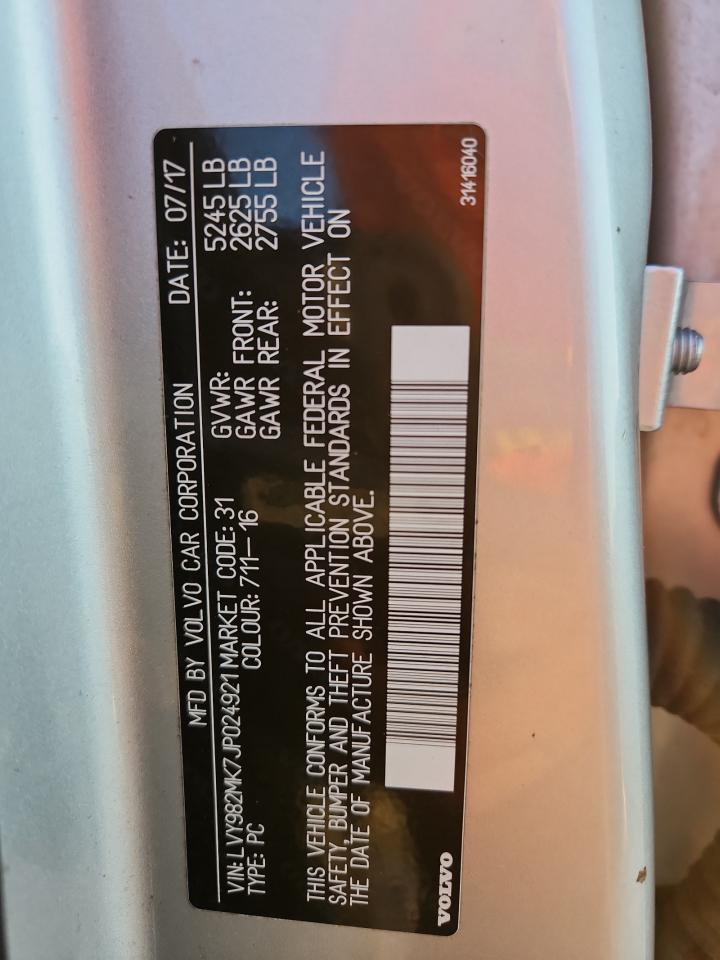 MFD BY VOLVO CAR CORPORATION DATE: 07/17
VIN: LVY982MK7JP024921 MARKET CODE: 31 GVWR: 5245 LB
TYPE: PC COLOUR: 711-16 GAWR FRONT: 2625 LB
GAWR REAR: 2755 LB
THIS VEHICLE CONFORMS TO ALL APPLICABLE FEDERAL MOTOR VEHICLE
SAFETY, BUMPER AND THEFT PREVENTION STANDARDS IN EFFECT ON
THE DATE OF MANUFACTURE SHOWN ABOVE.
VOLVO 31416040